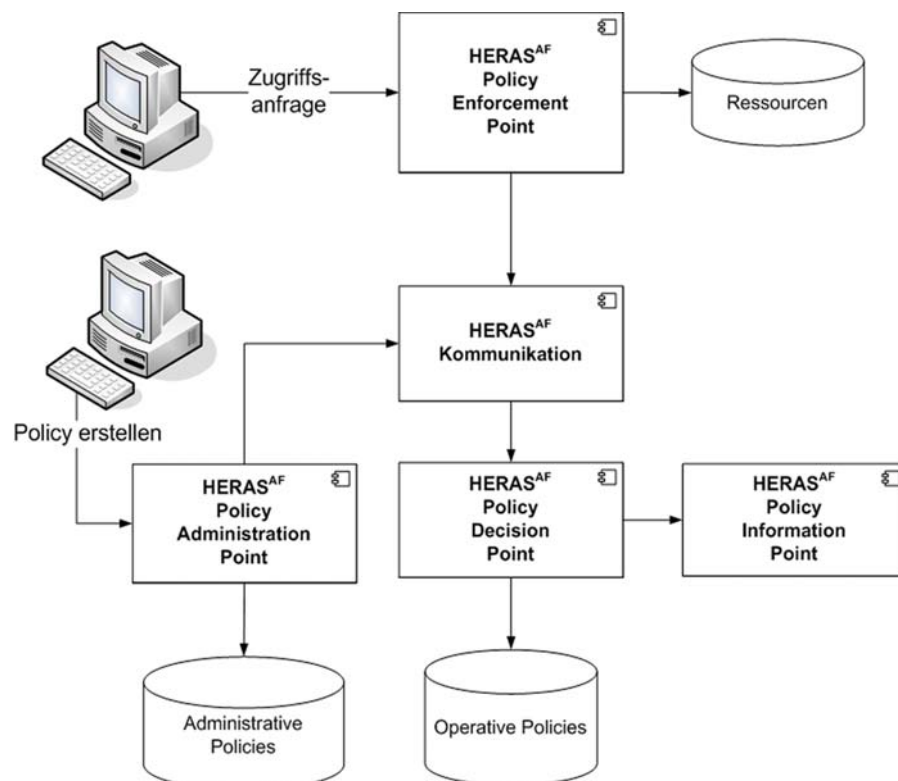 Zugriffs-
anfrage
HERAS^AF
Policy
Enforcement
Point
Ressourcen
HERAS^AF
Kommunikation
Policy erstellen
HERAS^AF
Policy
Administration
Point
HERAS^AF
Policy
Decision
Point
HERAS^AF
Policy
Information
Point
Administrative
Policies
Operative Policies